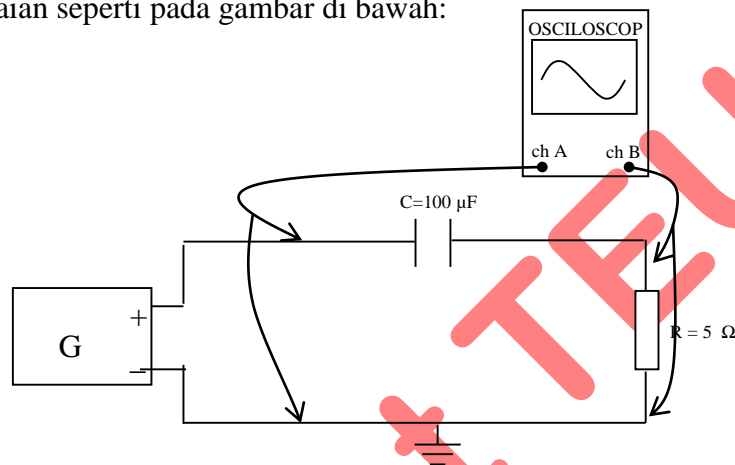 aian seperti pada gambar di bawah:
OSCILOSCOP
ch A ch B
C=100 μF
+
G
R = 5 Ω